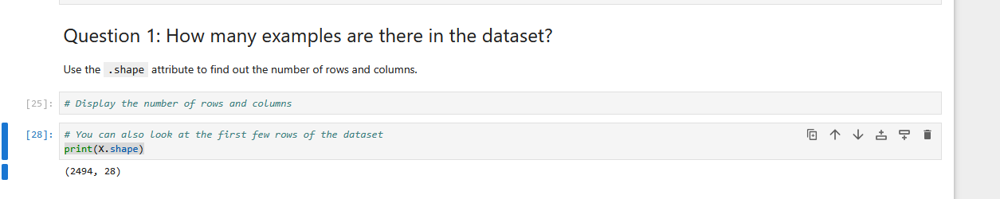 Question 1: How many examples are there in the dataset?
Use the .shape attribute to find out the number of rows and columns.
[25]: # Display the number of rows and columns
[28]: # You can also look at the first few rows of the dataset
print(X.shape)
(2494, 28)